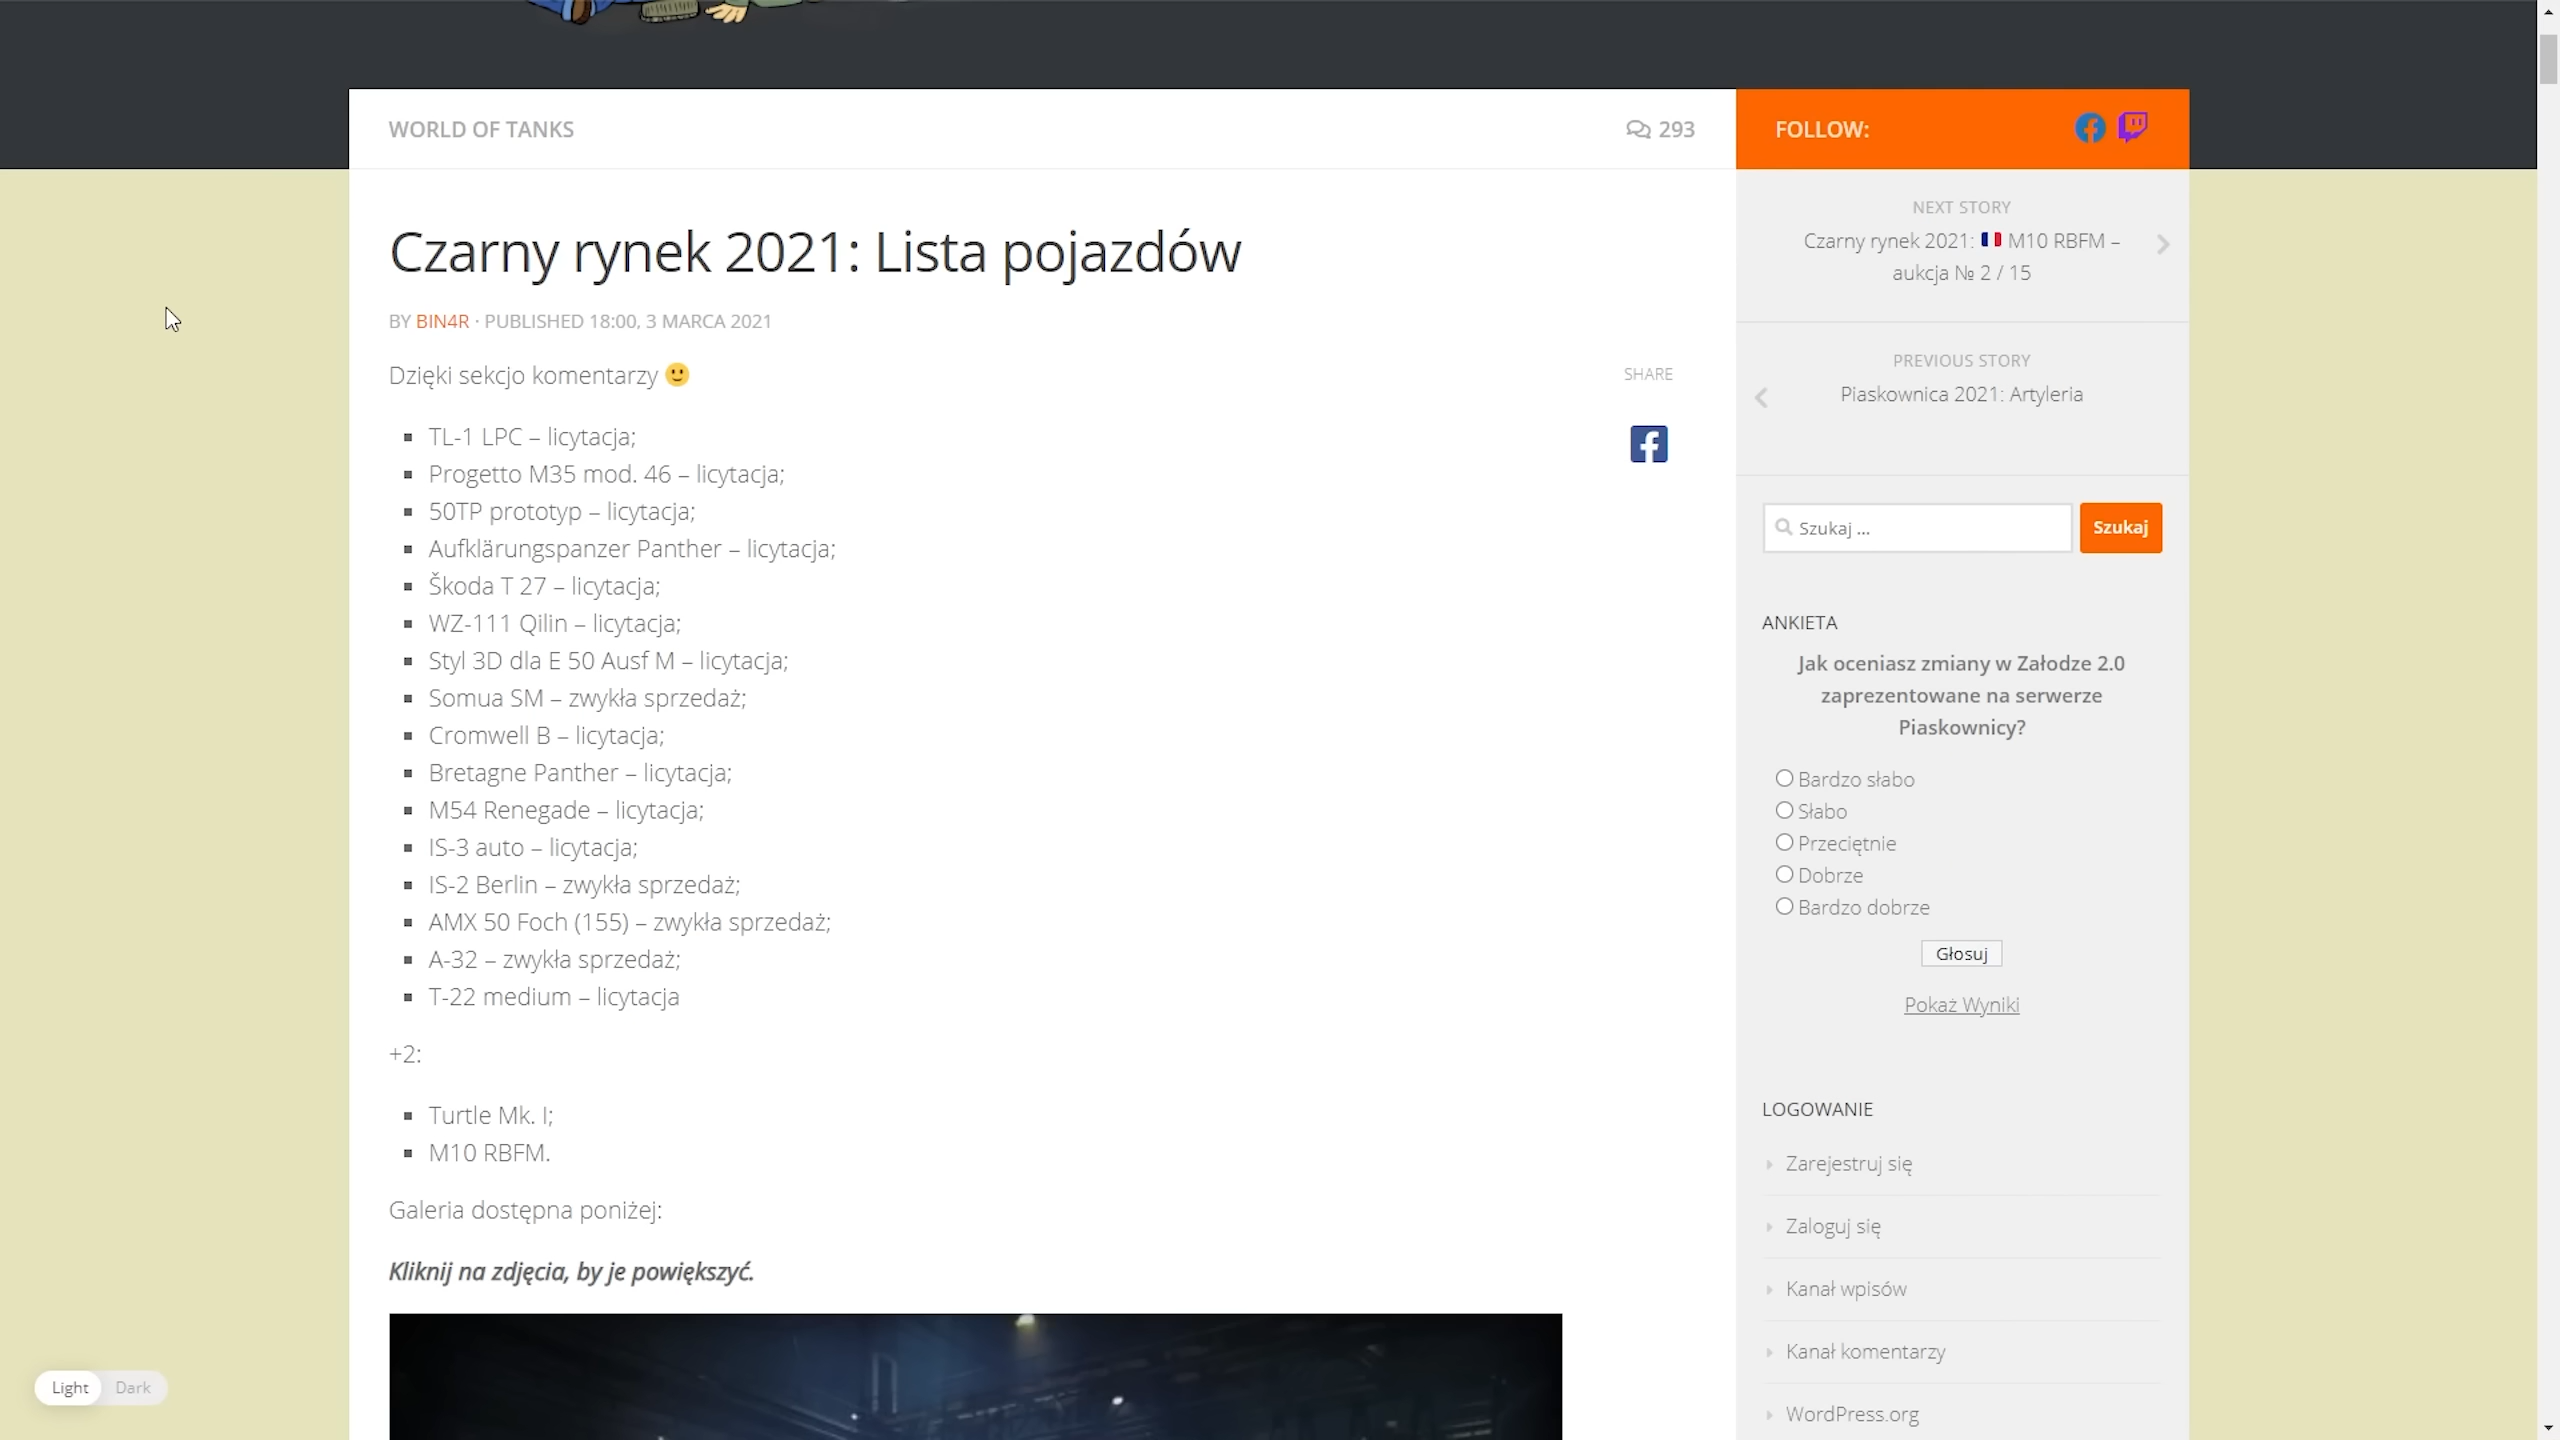 WORLD OF TANKS
293
Czarny rynek 2021: Lista pojazdów
BY BIN4R · PUBLISHED 18:00, 3 MARCA 2021
Dzięki sekcjo komentarzy 🙂
▪ TL-1 LPC – licytacja;
▪ Progetto M35 mod. 46 – licytacja;
▪ 50TP prototyp – licytacja;
▪ Aufklärungspanzer Panther – licytacja;
▪ Škoda T 27 – licytacja;
▪ WZ-111 Qilin – licytacja;
▪ Styl 3D dla E 50 Ausf M – licytacja;
▪ Somua SM – zwykła sprzedaż;
▪ Cromwell B – licytacja;
▪ Bretagne Panther – licytacja;
▪ M54 Renegade – licytacja;
▪ IS-3 auto – licytacja;
▪ IS-2 Berlin – zwykła sprzedaż;
▪ AMX 50 Foch (155) – zwykła sprzedaż;
▪ A-32 – zwykła sprzedaż;
▪ T-22 medium – licytacja
+2:
▪ Turtle Mk. I;
▪ M10 RBFM.
Galeria dostępna poniżej:
Kliknij na zdjęcia, by je powiększyć.
SHARE
FOLLOW:
NEXT STORY
Czarny rynek 2021: 🇫🇷 M10 RBFM –
aukcja № 2 / 15
PREVIOUS STORY
Piaskownica 2021: Artyleria
Szukaj ...
Szukaj
ANKIETA
Jak oceniasz zmiany w Załodze 2.0
zaprezentowane na serwerze
Piaskownicy?
Bardzo słabo
Słabo
Przeciętnie
Dobrze
Bardzo dobrze
Głosuj
Pokaż Wyniki
LOGOWANIE
Zarejestruj się
Zaloguj się
Kanał wpisów
Kanał komentarzy
WordPress.org
Light
Dark